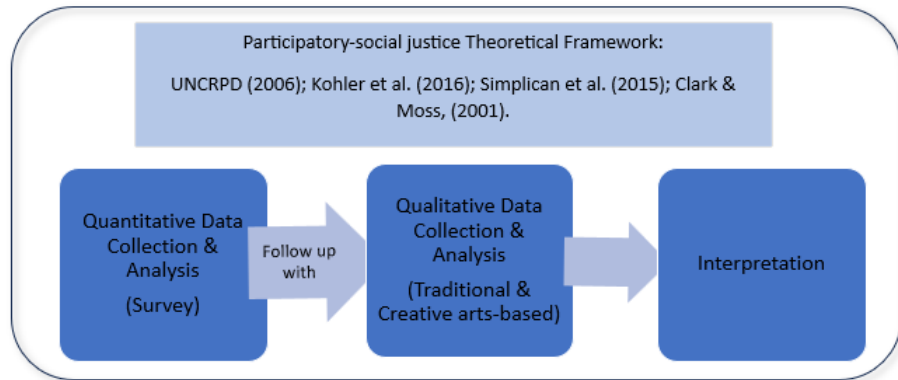 Participatory-social justice Theoretical Framework:
UNCRPD (2006); Kohler et al. (2016); Simplican et al. (2015); Clark &
Moss, (2001).
Quantitative Data
Collection &
Analysis
(Survey)
Follow up
with
Qualitative Data
Collection &
Analysis
(Traditional &
Creative arts-based)
Interpretation